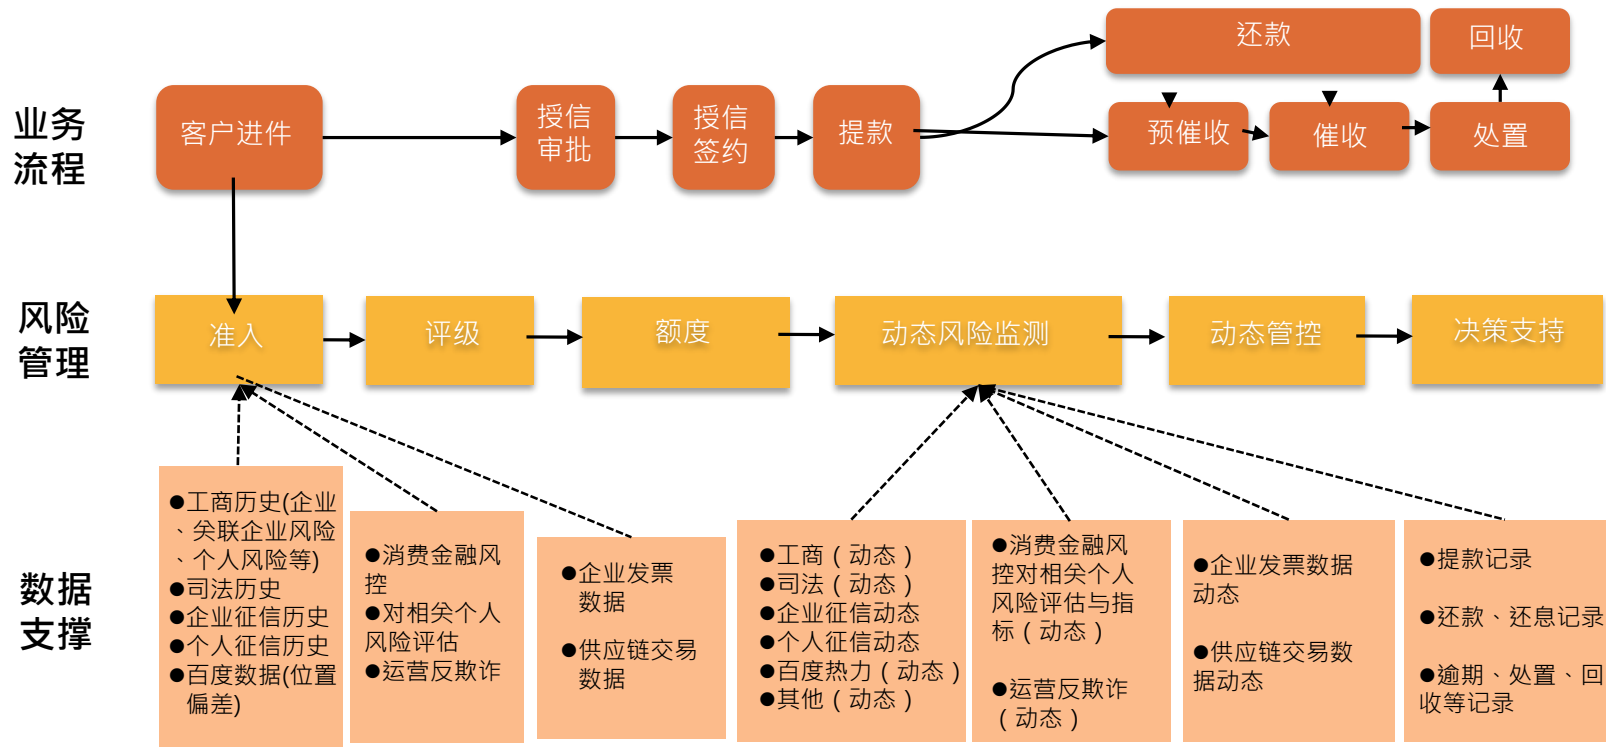 业务
流程
客户进件
授信
审批
授信
签约
提款
还款
回收
预催收
催收
处置
风险
管理
准入
评级
额度
动态风险监测
动态管控
决策支持
数据
支撑
●工商历史(企业
、关联企业风险
、个人风险等)
●司法历史
●企业征信历史
●个人征信历史
●百度数据(位置
偏差)
●消费金融风
控
●对相关个人
风险评估
●运营反欺诈
●企业发票
数据
●供应链交易
数据
●工商（动态）
●司法（动态）
●企业征信动态
●个人征信动态
●百度热力（动态）
●其他（动态）
●消费金融风
控对相关个人
风险评估与指
标（动态）
●运营反欺诈
（动态）
●企业发票数据
动态
●供应链交易数
据动态
●提款记录
●还款、还息记录
●逾期、处置、回
收等记录